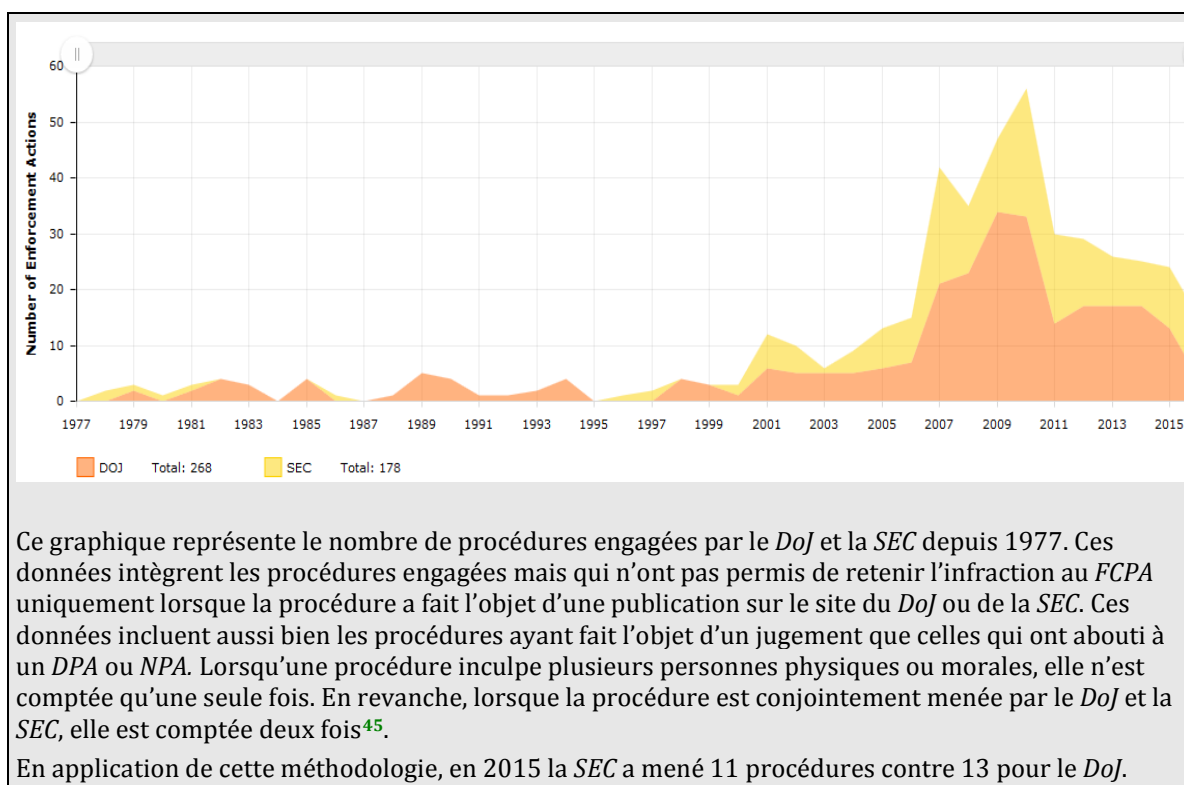 60
50
40
30
20
10
0
Number of Enforcement Actions
1977 1979 1981 1983 1985 1987 1989 1991 1993 1995 1997 1999 2001 2003 2005 2007 2009 2011 2013 2015
DOJ Total: 268 SEC Total: 178
Ce graphique représente le nombre de procédures engagées par le DoJ et la SEC depuis 1977. Ces
données intègrent les procédures engagées mais qui n’ont pas permis de retenir l’infraction au FCPA
uniquement lorsque la procédure a fait l’objet d’une publication sur le site du DoJ ou de la SEC. Ces
données incluent aussi bien les procédures ayant fait l’objet d’un jugement que celles qui ont abouti à
un DPA ou NPA. Lorsqu’une procédure inculpe plusieurs personnes physiques ou morales, elle n’est
comptée qu’une seule fois. En revanche, lorsque la procédure est conjointement menée par le DoJ et la
SEC, elle est comptée deux fois45.
En application de cette méthodologie, en 2015 la SEC a mené 11 procédures contre 13 pour le DoJ.